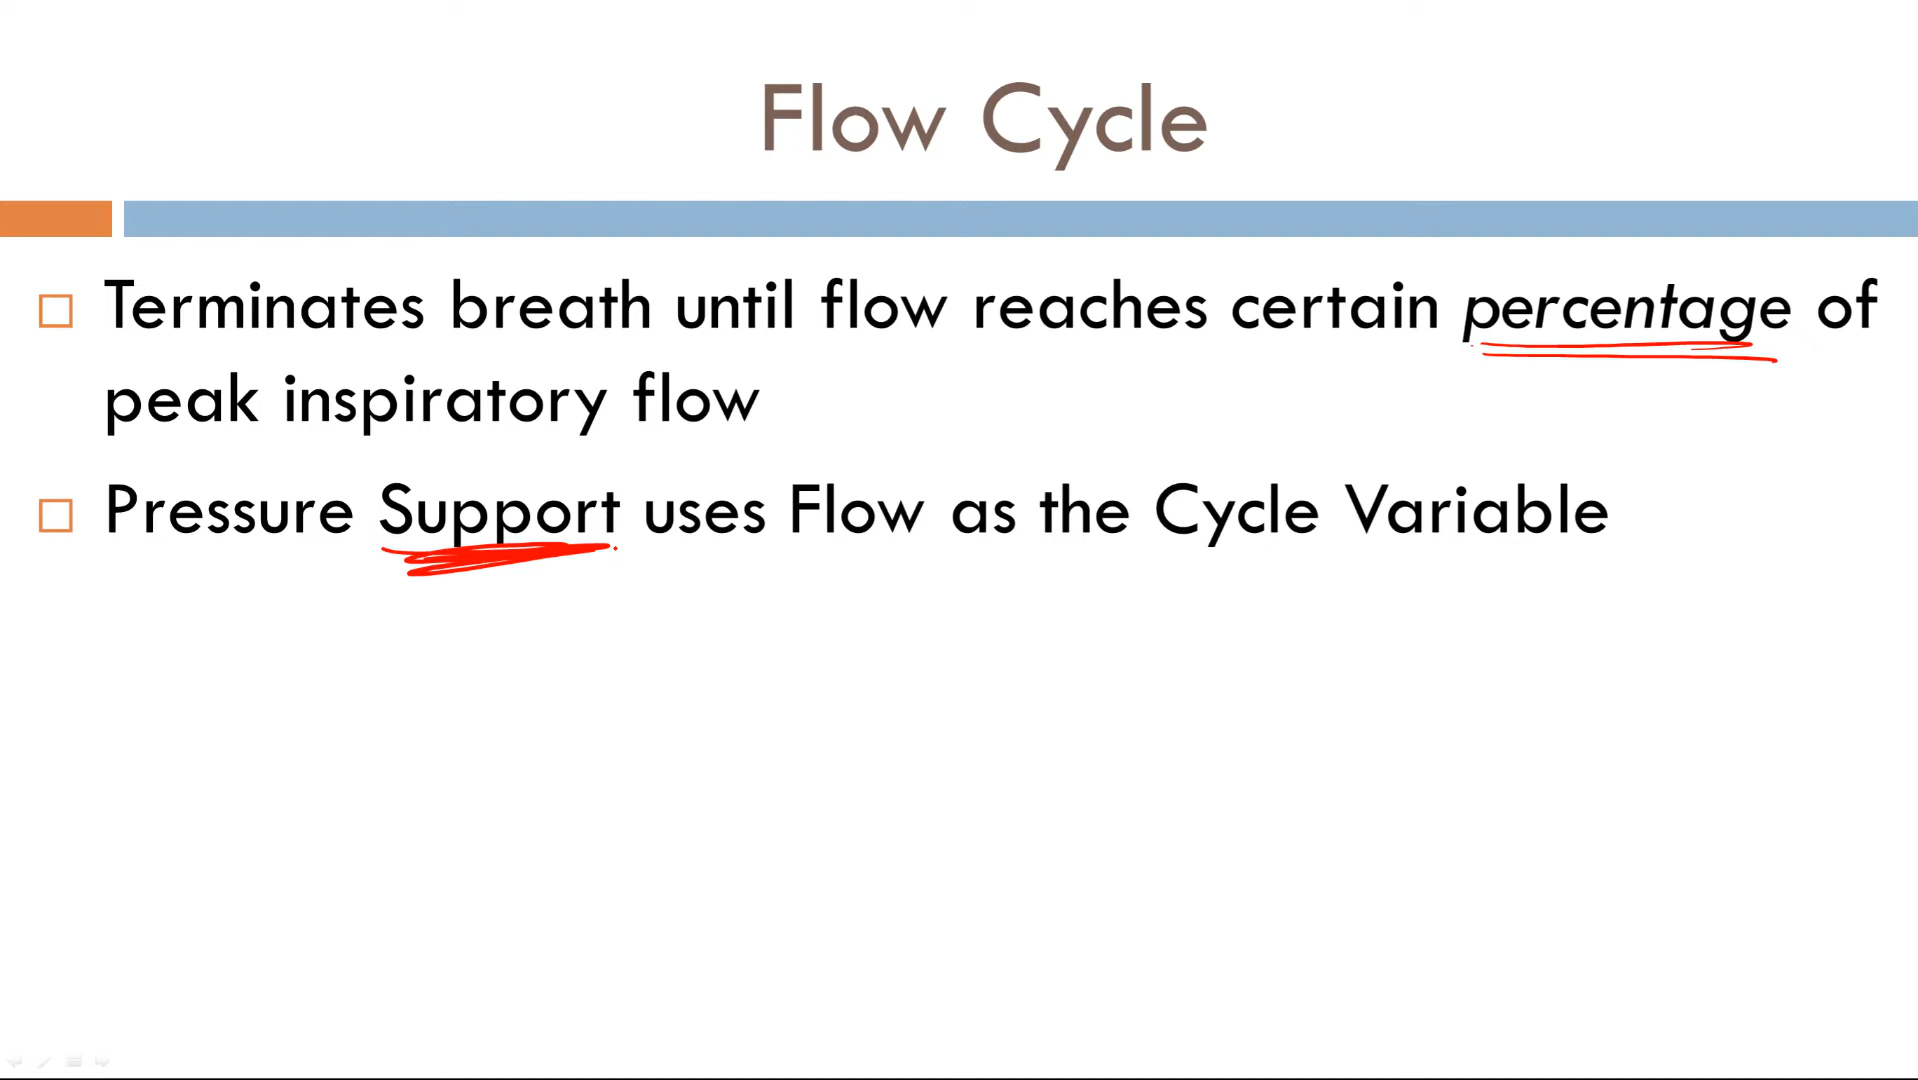 Flow Cycle
Terminates breath until flow reaches certain percentage of
peak inspiratory flow
Pressure Support uses Flow as the Cycle Variable